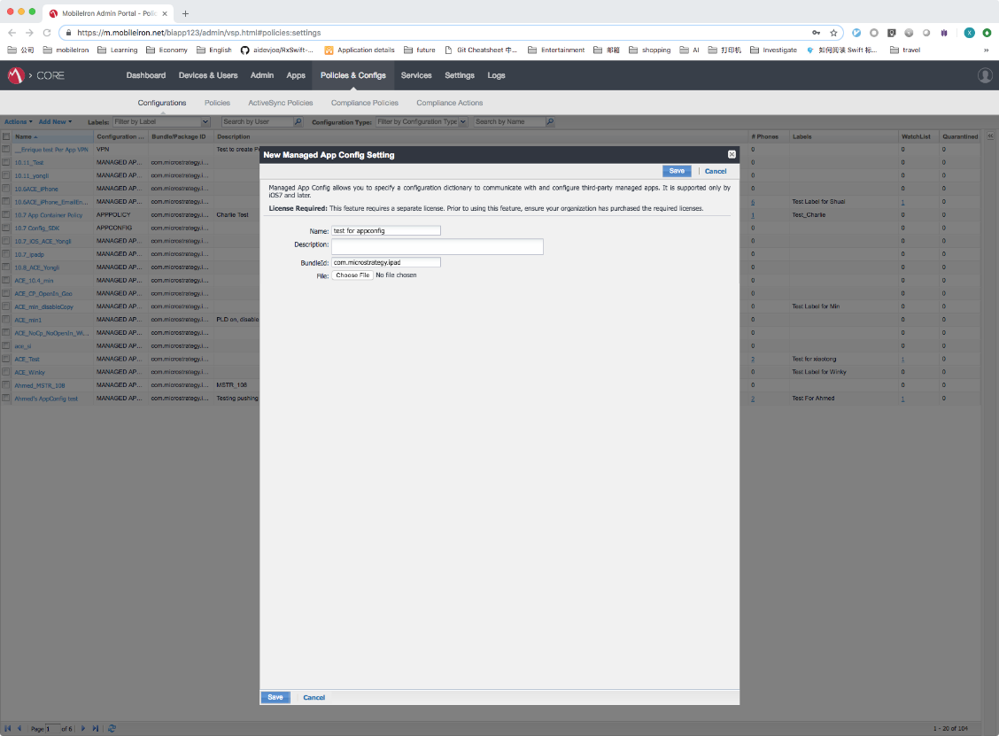 MobileIron Admin Portal - Polic
https://m.mobileiron.net/biapp123/admin/vsp.html#policies:settings
公司 mobileIron Learning Economy English aidevjoe/RxSwift-... Application details future Git Cheatsheet 中... Entertainment 邮箱 shopping AI 打印机 Investigate 如何阅读 Swift 标... travel »
CORE Dashboard Devices & Users Admin Apps Policies & Configs Services Settings Logs
Configurations Policies ActiveSync Policies Compliance Policies Compliance Actions
Actions Add New Labels: Filter by Label Search by User Configuration Type: Filter by Configuration Type Search by Name
Name Configuration ... Bundle/Package ID Description # Phones Labels WatchList Quarantined
__Enrique test Per App VPN VPN Test to create P 0 0 0
10.11_Test MANAGED AP... com.microstrategy.i... 0 0 0
10.11_yongli MANAGED AP... com.microstrategy.i... 0 0 0
10.6ACE_iPhone MANAGED AP... com.microstrategy.i... 0 0 0
10.6ACE_iPhone_EmailEn... MANAGED AP... com.microstrategy.i... 6 Test Label for Shuai 1 0
10.7 App Container Policy APPPOLICY Charlie Test 1 Test_Charlie 0 0
10.7 Config_SDK APPCONFIG 0 0 0
10.7_iOS_ACE_Yongli MANAGED AP... com.microstrategy.i... 0 0 0
10.7_ipadp MANAGED AP... com.microstrategy.i... 0 0 0
10.8_ACE_Yongli MANAGED AP... com.microstrategy.i... 0 0 0
ACE_10.4_min MANAGED AP... com.microstrategy.i... 0 0 0
ACE_CP_OpenIn_Geo MANAGED AP... com.microstrategy.i... 0 0 0
ACE_min_disableCopy MANAGED AP... com.microstrategy.i... 0 Test Label for Min 0 0
ACE_min1 MANAGED AP... com.microstrategy.i... PLD on, disable 0 0 0
ACE_NoCp_NoOpenIn_Wi... MANAGED AP... com.microstrategy.i... 0 0 0
ace_si MANAGED AP... com.microstrategy.i... 0 0 0
ACE_Test MANAGED AP... com.microstrategy.i... 2 Test for xiaotong 1 0
ACE_Winky MANAGED AP... com.microstrategy.i... 0 Test Label for Winky 0 0
Ahmed_MSTR_108 MANAGED AP... com.microstrategy.i... MSTR_108 0 0 0
Ahmed's AppConfig test MANAGED AP... com.microstrategy.i... Testing pushing 2 Test For Ahmed 1 0
New Managed App Config Setting
Save Cancel
Managed App Config allows you to specify a configuration dictionary to communicate with and configure third-party managed apps. It is supported only by
iOS7 and later.
License Required: This feature requires a separate license. Prior to using this feature, ensure your organization has purchased the required licenses.
Name: test for appconfig
Description:
BundleId: com.microstrategy.ipad
File: Choose File No file chosen
Save Cancel
Page 1 of 6 1 - 20 of 104